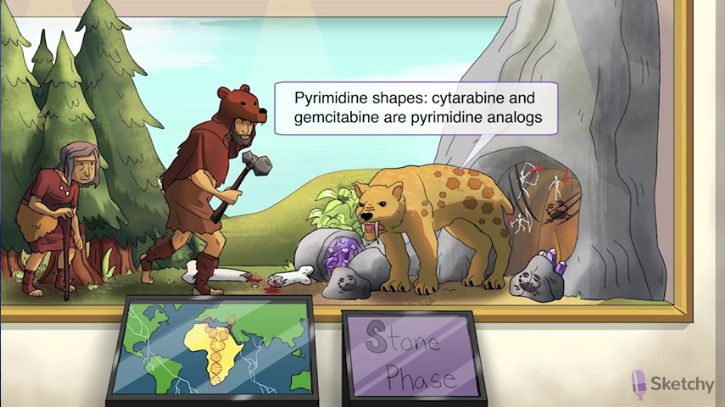 Pyrimidine shapes: cytarabine and
gemcitabine are pyrimidine analogs
Stone
Phase
Sketchy